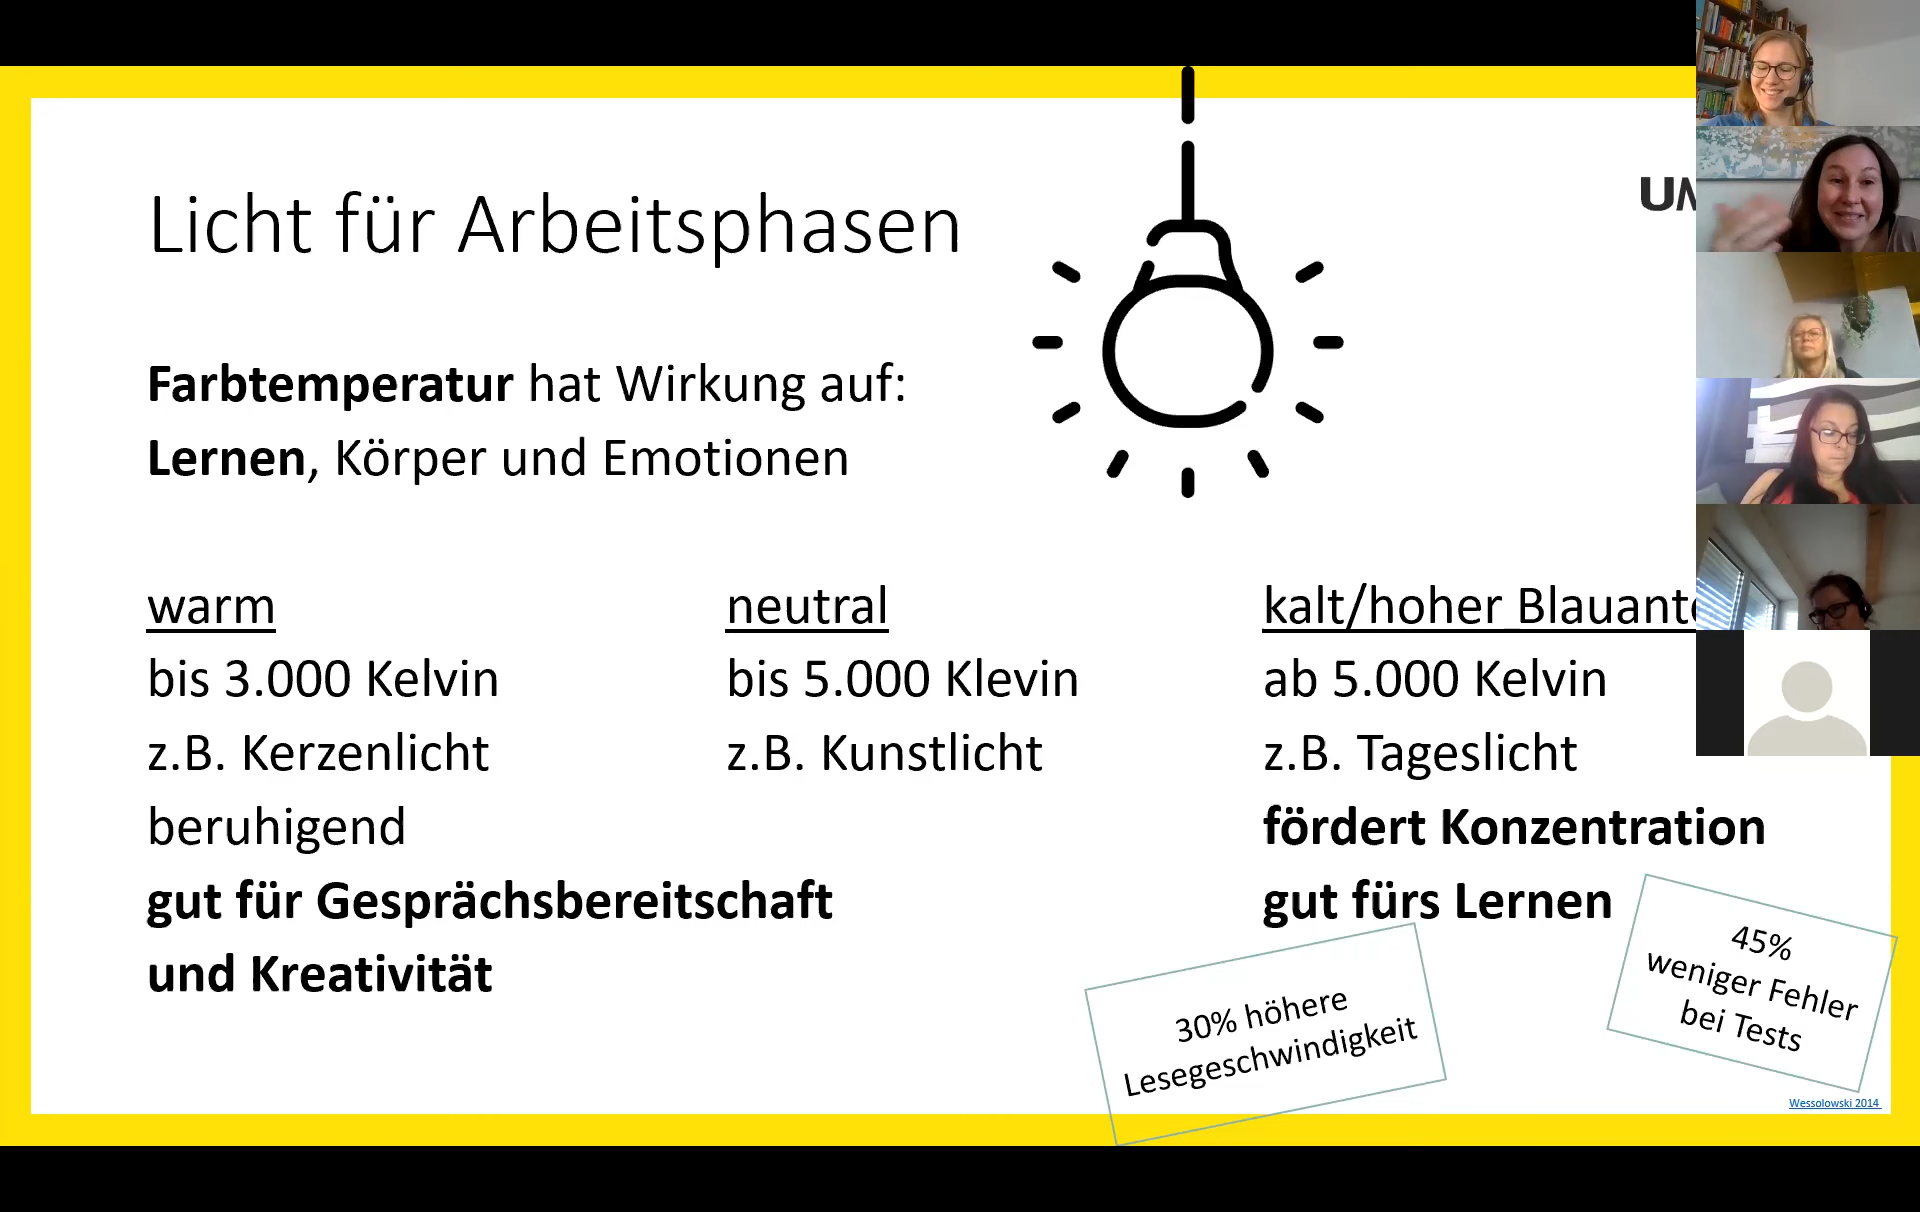 Licht für Arbeitsphasen
Farbtemperatur hat Wirkung auf:
Lernen, Körper und Emotionen
warm
bis 3.000 Kelvin
z.B. Kerzenlicht
beruhigend
gut für Gesprächsbereitschaft
und Kreativität
neutral
bis 5.000 Klevin
z.B. Kunstlicht
kalt/hoher
ab 5.000 Kelvin
z.B. Tageslicht
fördert Konzentration
gut fürs Lernen
30% höhere
Lesegeschwindigkeit
45%
weniger Fehler
bei Tests
Wessolowski 2014